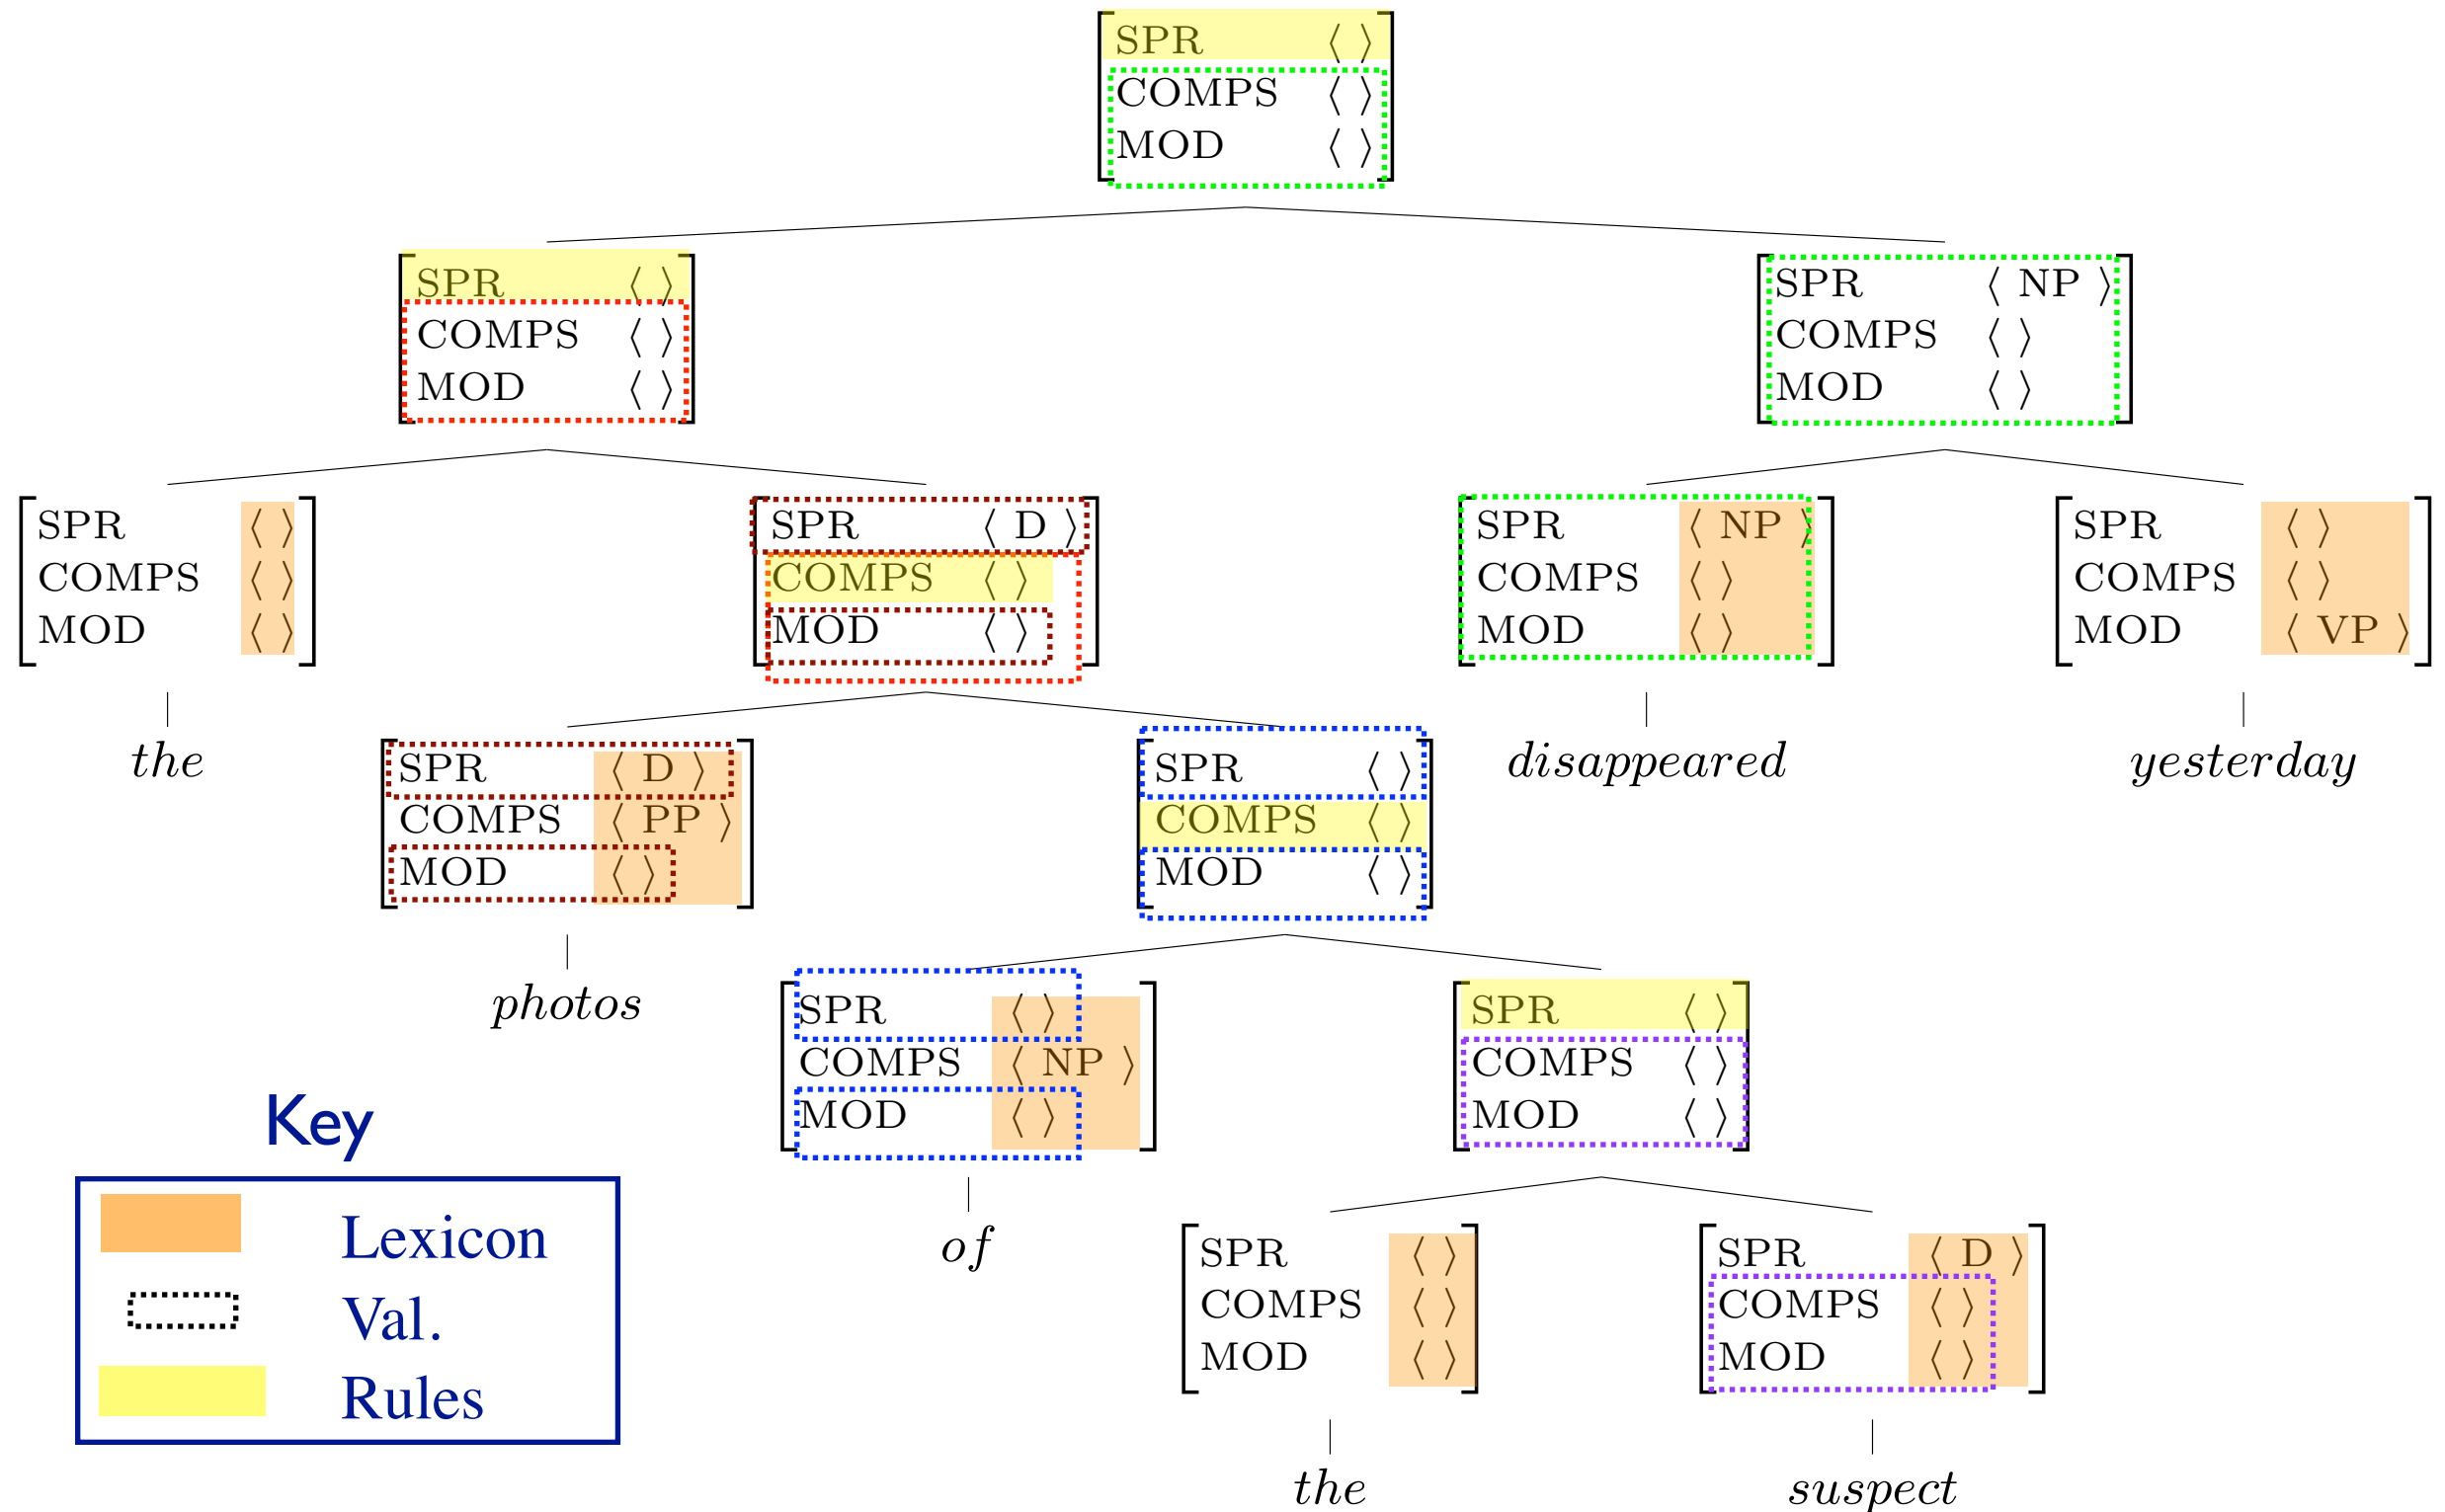 SPR ⟨ ⟩
COMPS ⟨ ⟩
MOD ⟨ ⟩
SPR ⟨ ⟩
COMPS ⟨ ⟩
MOD ⟨ ⟩
SPR ⟨ NP ⟩
COMPS ⟨ ⟩
MOD ⟨ ⟩
SPR ⟨ ⟩
COMPS ⟨ ⟩
MOD ⟨ ⟩
the
SPR ⟨ D ⟩
COMPS ⟨ ⟩
MOD ⟨ ⟩
SPR ⟨ NP ⟩
COMPS ⟨ ⟩
MOD ⟨ ⟩
disappeared
SPR ⟨ ⟩
COMPS ⟨ ⟩
MOD ⟨ VP ⟩
yesterday
SPR ⟨ D ⟩
COMPS ⟨ PP ⟩
MOD ⟨ ⟩
photos
SPR ⟨ ⟩
COMPS ⟨ ⟩
MOD ⟨ ⟩
SPR ⟨ ⟩
COMPS ⟨ NP ⟩
MOD ⟨ ⟩
of
SPR ⟨ ⟩
COMPS ⟨ ⟩
MOD ⟨ ⟩
SPR ⟨ ⟩
COMPS ⟨ ⟩
MOD ⟨ ⟩
the
SPR ⟨ D ⟩
COMPS ⟨ ⟩
MOD ⟨ ⟩
suspect
Key
Lexicon
Val.
Rules